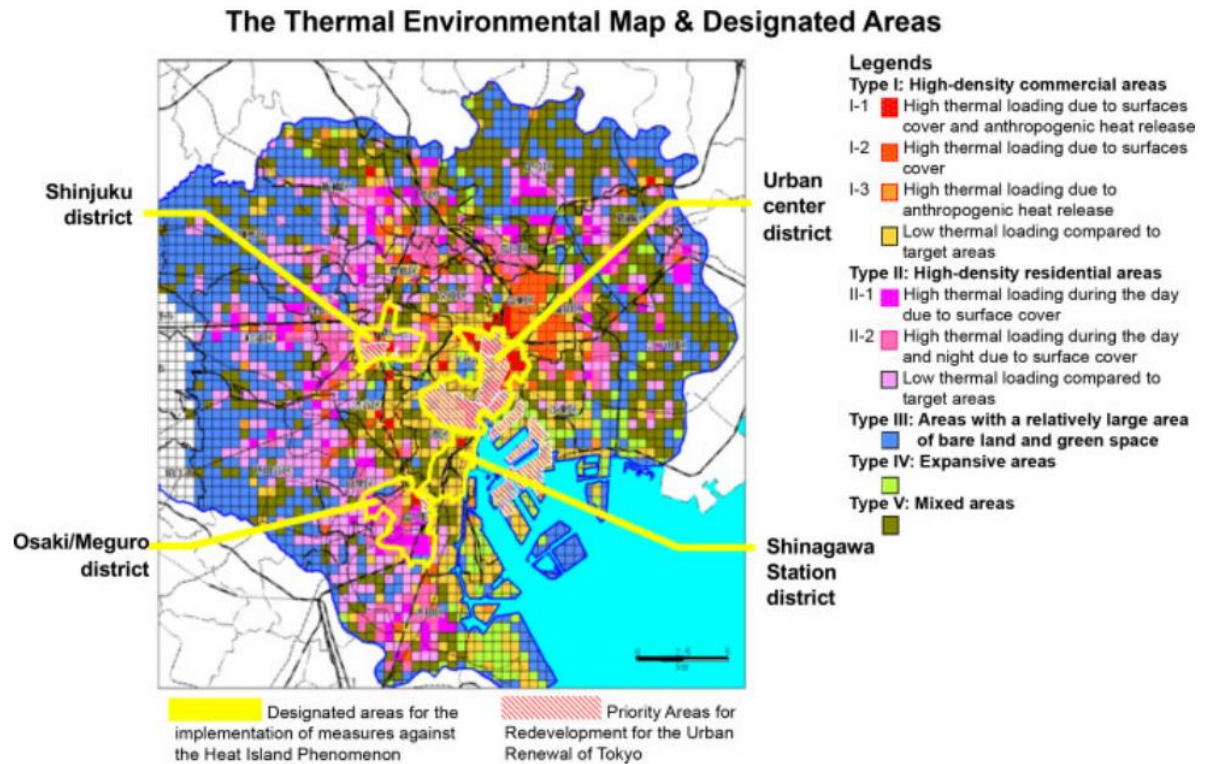 The Thermal Environmental Map & Designated Areas
Shinjuku
district
Osaki/Meguro
district
Urban
center
district
Shinagawa
Station
district
Legends
Type I: High-density commercial areas
I-1 High thermal loading due to surfaces
cover and anthropogenic heat release
I-2 High thermal loading due to surfaces
cover
I-3 High thermal loading due to
anthropogenic heat release
Low thermal loading compared to
target areas
Type II: High-density residential areas
II-1 High thermal loading during the day
due to surface cover
II-2 High thermal loading during the day
and night due to surface cover
Low thermal loading compared to
target areas
Type III: Areas with a relatively large area
of bare land and green space
Type IV: Expansive areas
Type V: Mixed areas
Designated areas for the
implementation of measures against
the Heat Island Phenomenon
Priority Areas for
Redevelopment for the Urban
Renewal of Tokyo